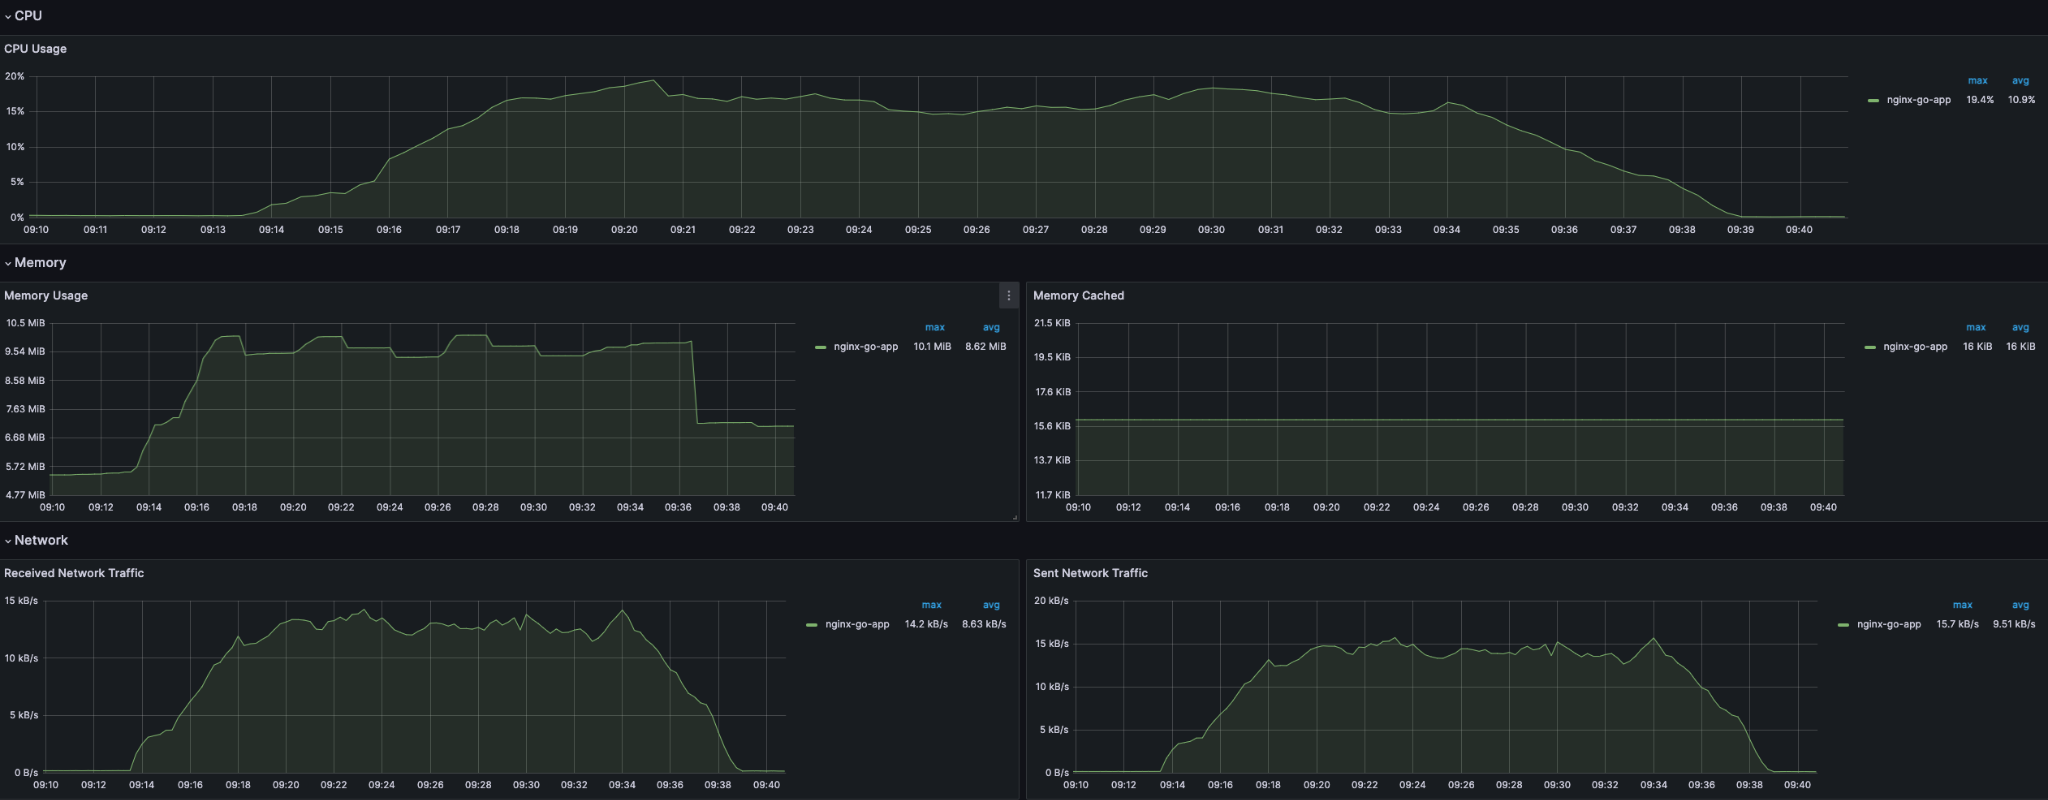 CPU
CPU Usage
20%
15%
10%
5%
0%
09:10 09:11 09:12 09:13 09:14 09:15 09:16 09:17 09:18 09:19 09:20 09:21 09:22 09:23 09:24 09:25 09:26 09:27 09:28 09:29 09:30 09:31 09:32 09:33 09:34 09:35 09:36 09:37 09:38 09:39 09:40
max avg
nginx-go-app 19.4% 10.9%
Memory
Memory Usage
10.5 MiB
9.54 MiB
8.58 MiB
7.63 MiB
6.68 MiB
5.72 MiB
4.77 MiB
09:10 09:12 09:14 09:16 09:18 09:20 09:22 09:24 09:26 09:28 09:30 09:32 09:34 09:36 09:38 09:40
max avg
nginx-go-app 10.1 MiB 8.62 MiB
Memory Cached
21.5 KiB
19.5 KiB
17.6 KiB
15.6 KiB
13.7 KiB
11.7 KiB
09:10 09:12 09:14 09:16 09:18 09:20 09:22 09:24 09:26 09:28 09:30 09:32 09:34 09:36 09:38 09:40
max avg
nginx-go-app 16 KiB 16 KiB
Network
Received Network Traffic
15 kB/s
10 kB/s
5 kB/s
0 B/s
09:10 09:12 09:14 09:16 09:18 09:20 09:22 09:24 09:26 09:28 09:30 09:32 09:34 09:36 09:38 09:40
max avg
nginx-go-app 14.2 kB/s 8.63 kB/s
Sent Network Traffic
20 kB/s
15 kB/s
10 kB/s
5 kB/s
0 B/s
09:10 09:12 09:14 09:16 09:18 09:20 09:22 09:24 09:26 09:28 09:30 09:32 09:34 09:36 09:38 09:40
max avg
nginx-go-app 15.7 kB/s 9.51 kB/s